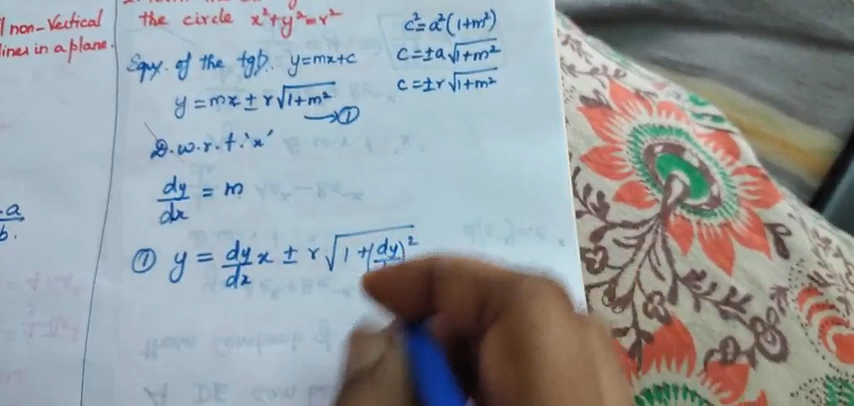 non-Vertical
lines in a plane.
a
b.
the circle x²+y²=r²
Eqn. of the tgt. y=mx+c
y = mx ± r√1+m²
→①
D.w.r.t.'x'
dy/dx = m
① y = dy/dx x ± r√1+(dy/)²
c²=a²(1+m²)
c=±a√1+m²
c=±r√1+m²